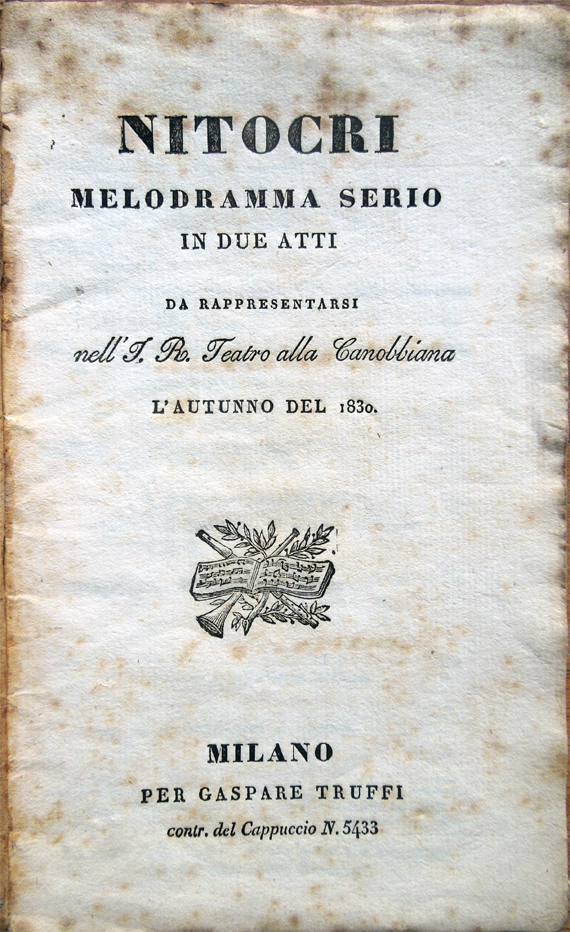 NITOCRI
MELODRAMMA SERIO
IN DUE ATTI
DA RAPPRESENTARSI
nell' I. R. Teatro alla Canobbiana
L'AUTUNNO DEL 1830.
MILANO
PER GASPARE TRUFFI
contr. del Cappuccio N. 5433